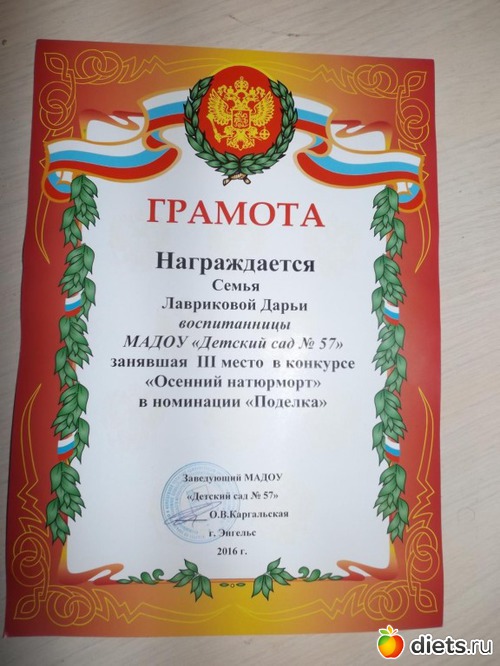 ГРАМОТА
Награждается
Семья
Лавриковой Дарьи
воспитанницы
МАДОУ «Детский сад № 57»
занявшая III место в конкурсе
«Осенний натюрморт»
в номинации «Поделка»
Заведующий МАДОУ
«Детский сад № 57»
О.В.Каргальская
г. Энгельс
2016 г.
diets.ru